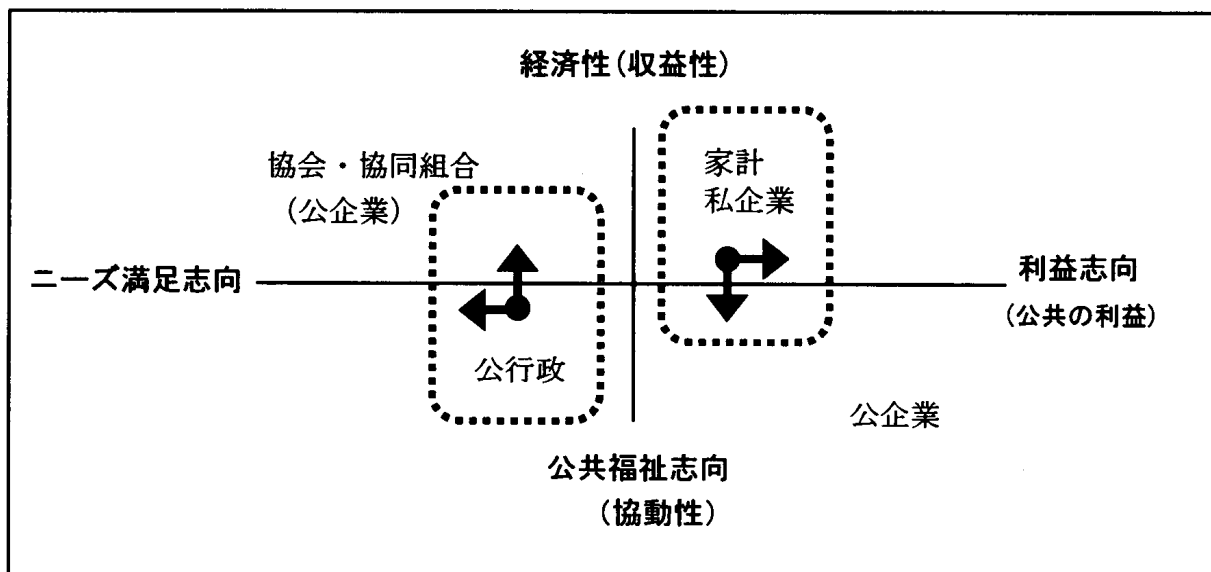 経済性(収益性)
協会・協同組合
(公企業)
家計
私企業
ニーズ満足志向
利益志向
(公共の利益)
公行政
公企業
公共福祉志向
(協動性)